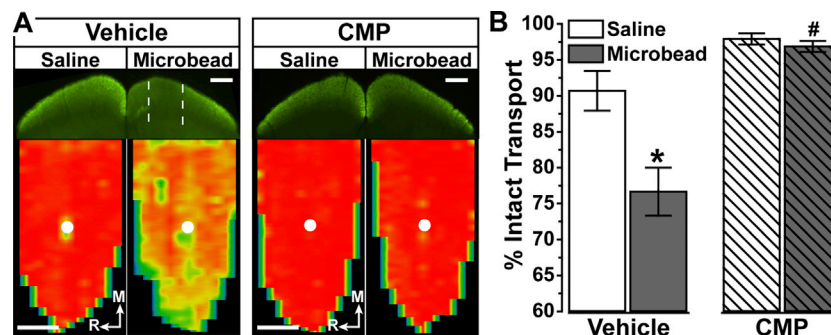 A
Vehicle
CMP
Saline
Microbead
Saline
Microbead
M
R
M
R
B
Saline
Microbead
% Intact Transport
100
95
90
85
80
75
70
65
60
*
#
Vehicle
CMP